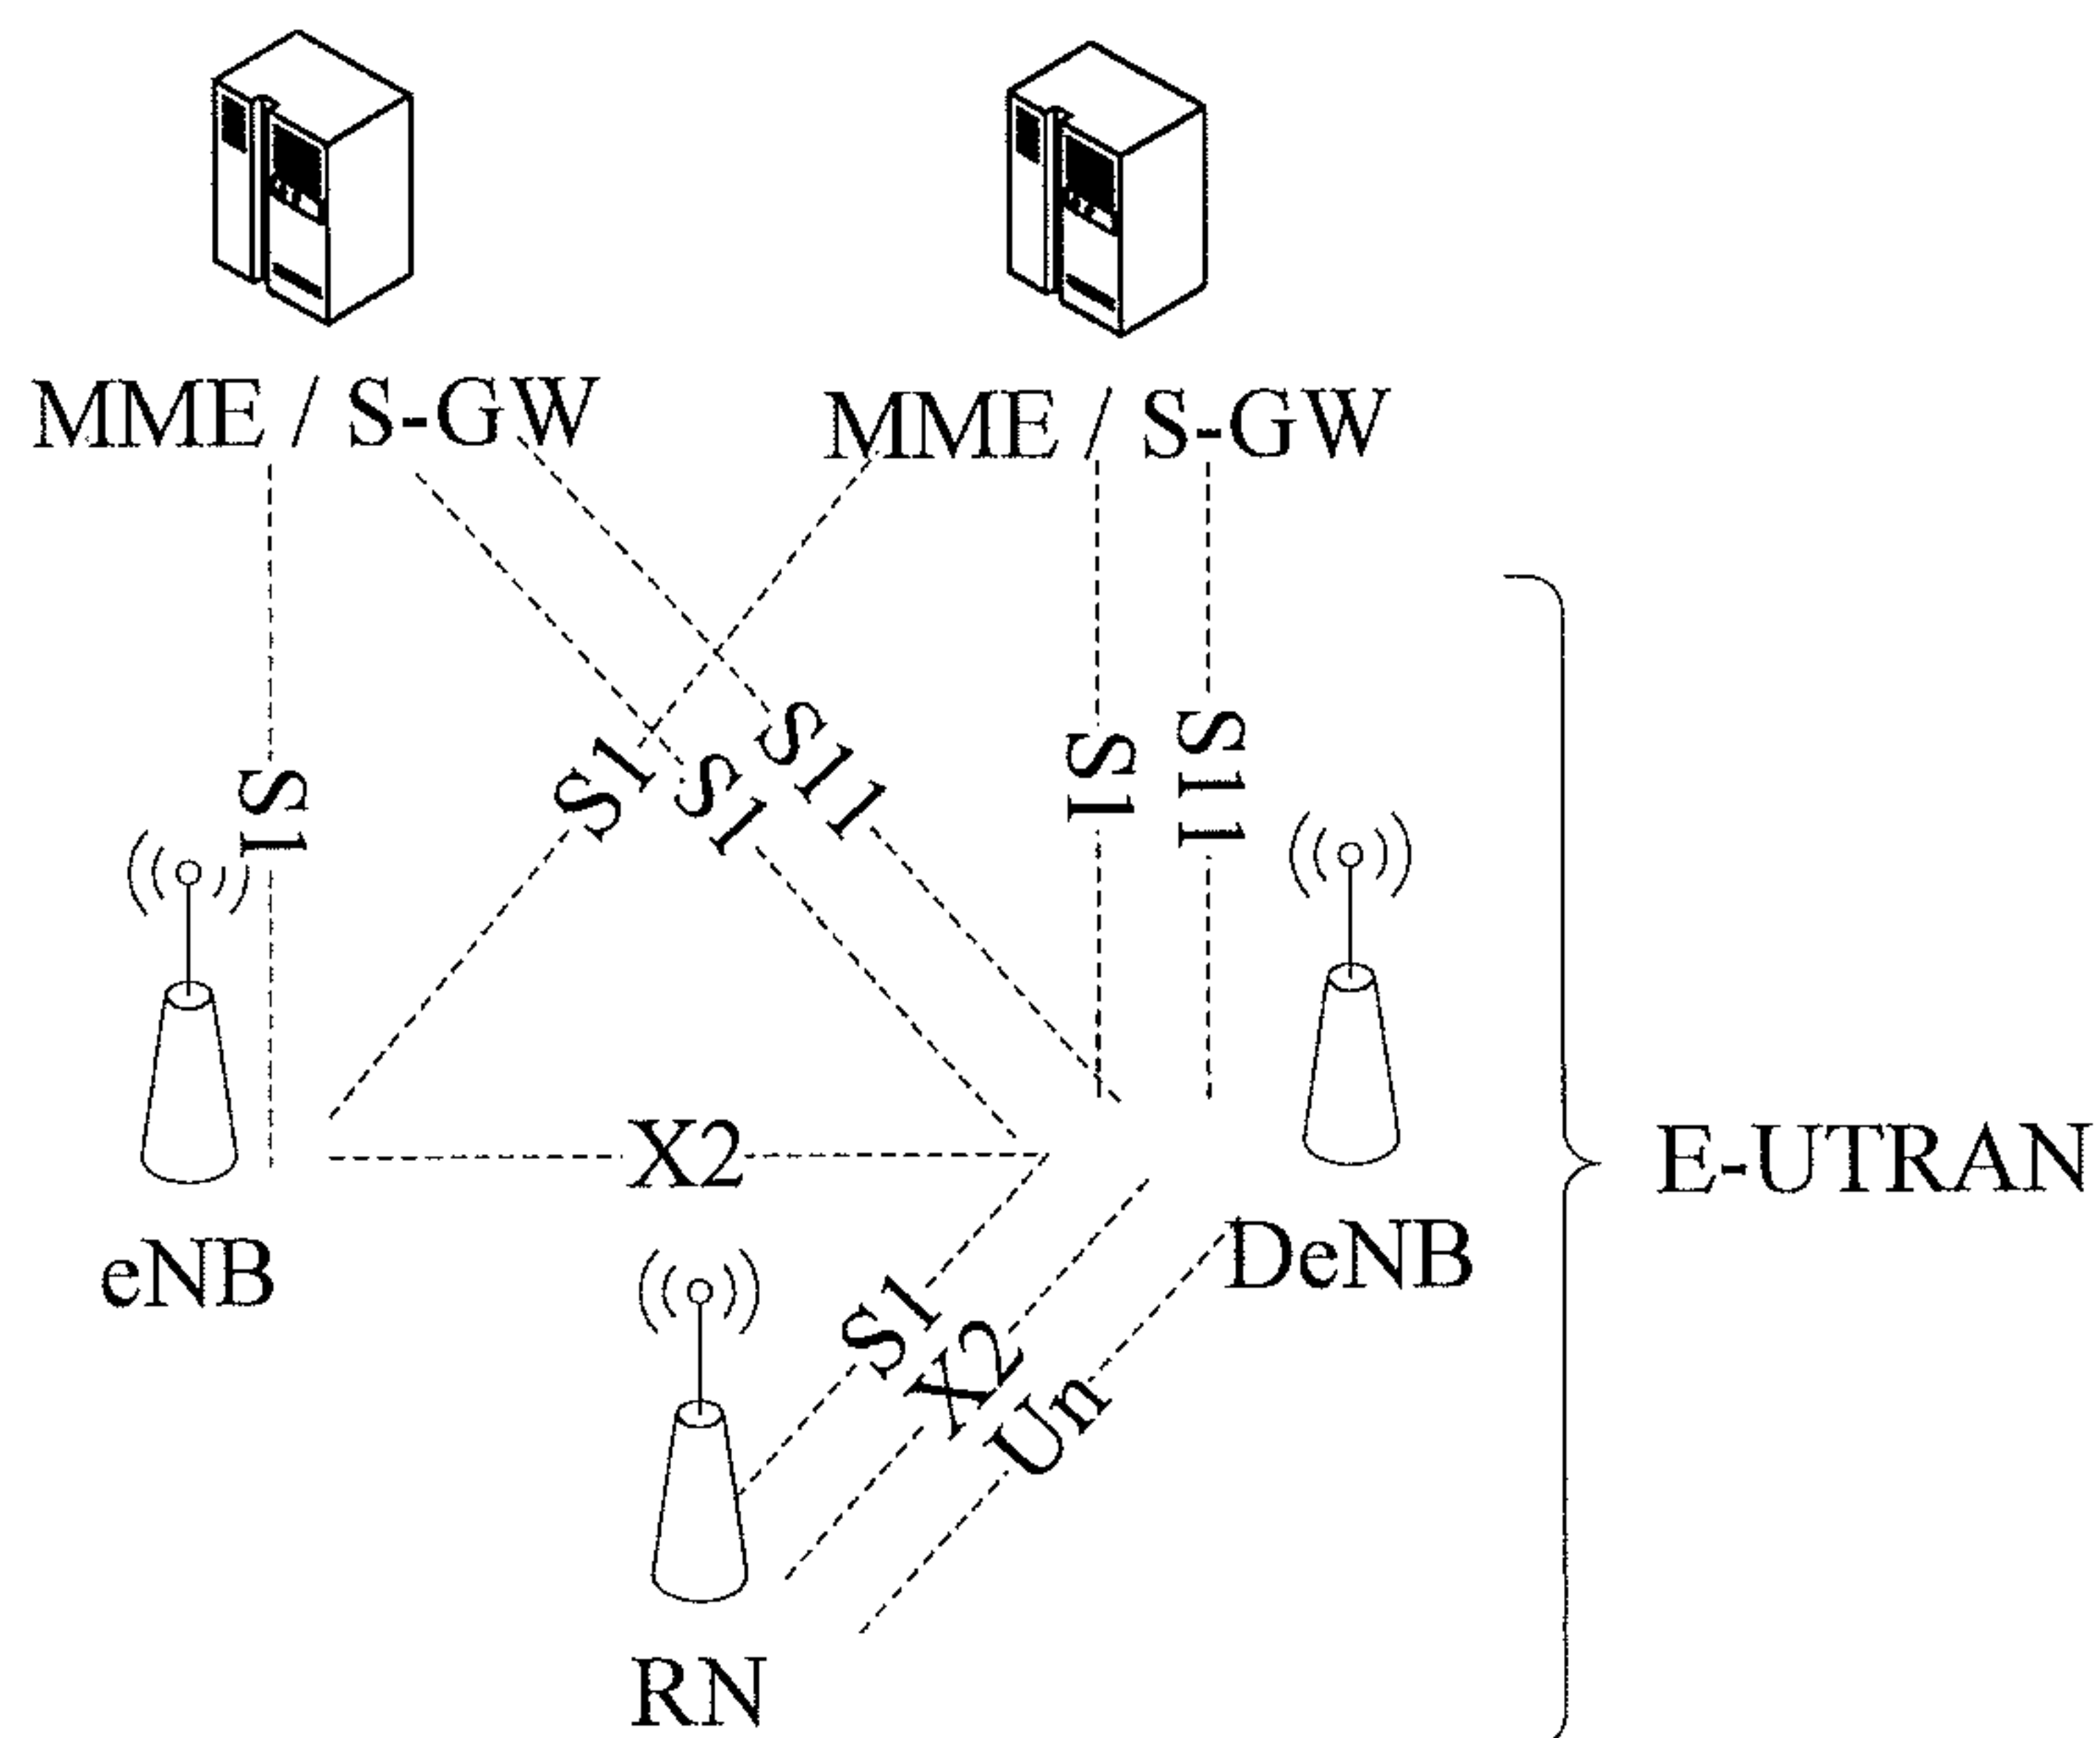 MME / S-GW
MME / S-GW
S1
S1
S1
S11
S1
S11
X2
E-UTRAN
eNB
DeNB
S1
X2
Un
RN